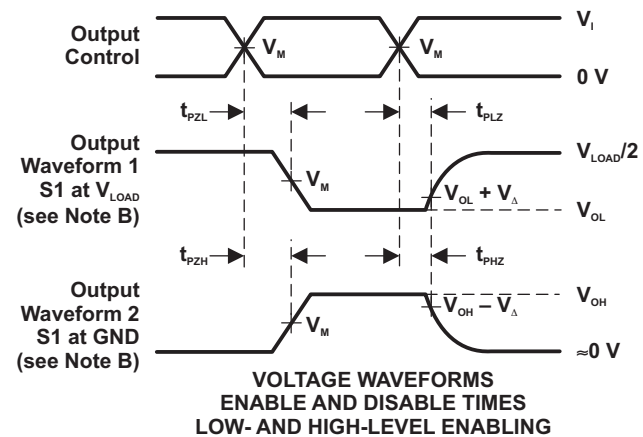 Output
Control
V_M
V_M
V_I
0 V
t_PZL
t_PLZ
Output
Waveform 1
S1 at V_LOAD
(see Note B)
V_M
V_OL + V_Δ
V_LOAD/2
V_OL
t_PZH
t_PHZ
Output
Waveform 2
S1 at GND
(see Note B)
V_M
V_OH – V_Δ
V_OH
≈0 V
VOLTAGE WAVEFORMS
ENABLE AND DISABLE TIMES
LOW- AND HIGH-LEVEL ENABLING